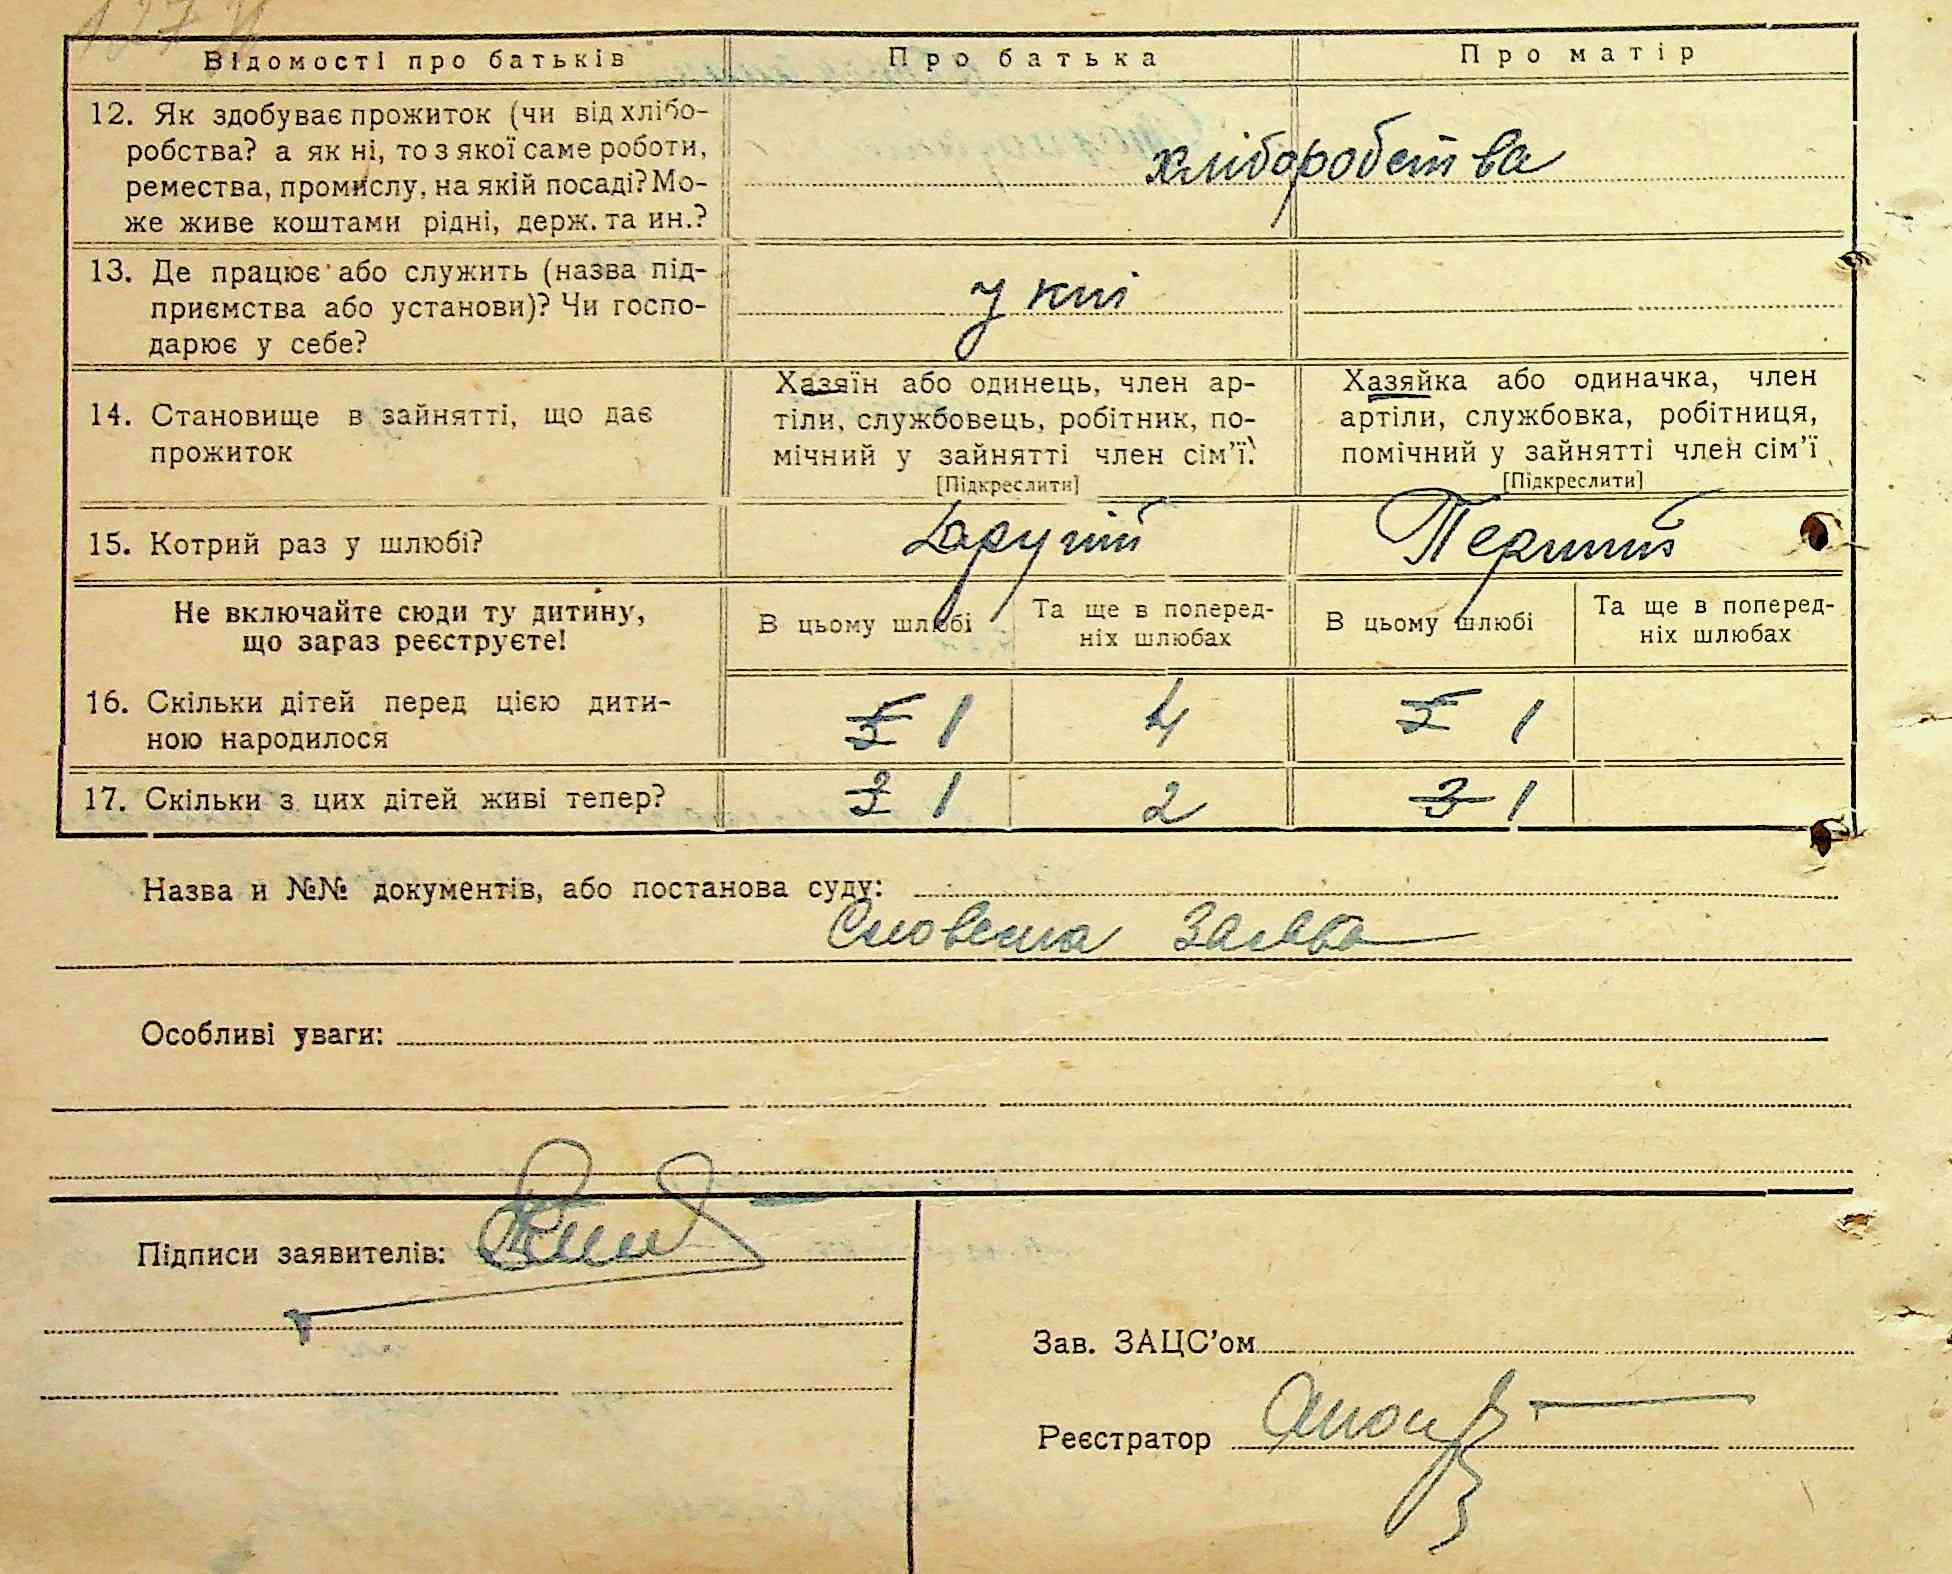 Відомості про батьків Про батька Про матір
12. Як здобуває прожиток (чи від хлібо-
робства? а як ні, то з якої саме роботи,
ремества, промислу, на якій посаді? Мо-
же живе коштами рідні, держ. та ин.?
хліборобства
13. Де працює або служить (назва під-
приємства або установи)? Чи госпо-
дарює у себе?
у
14. Становище в зайнятті, що дає
прожиток
Хазяїн або одинець, член ар-
тіли, службовець, робітник, по-
мічний у зайнятті член сім’ї.
[Підкреслити]
Хазяйка або одиначка, член
артіли, службовка, робітниця,
помічний у зайнятті член сім’ї
[Підкреслити]
15. Котрий раз у шлюбі? Другий Перший
Не включайте сюди ту дитину,
що зараз реєструєте!
В цьому шлюбі
Та ще в поперед-
ніх шлюбах
В цьому шлюбі
Та ще в поперед-
ніх шлюбах
16. Скільки дітей перед цією дити-
ною народилося
1 4 1
17. Скільки з цих дітей живі тепер? 1 2 1
Назва и №№ документів, або постанова суду:
Словесна Заява
Особливі уваги:
Підписи заявителів:
Зав. ЗАЦС’ом
Реєстратор